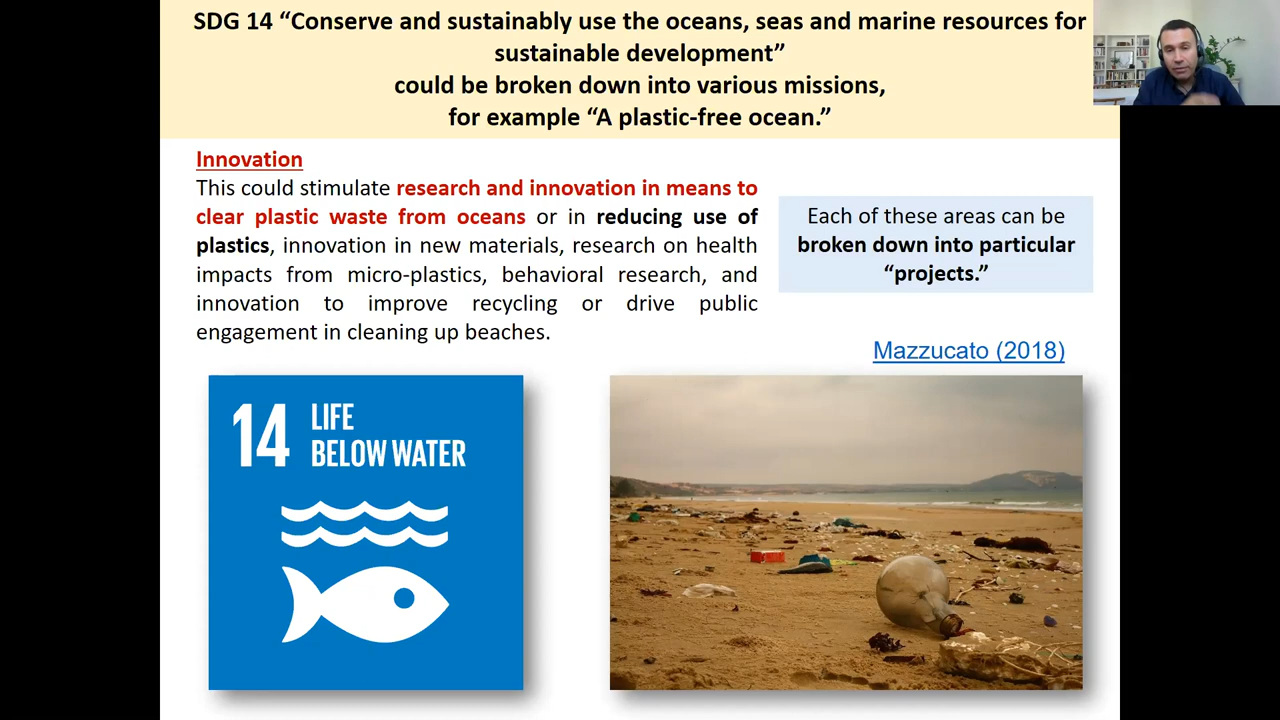 SDG 14 “Conserve and sustainably use the oceans, seas and marine resources for
sustainable development”
could be broken down into various missions,
for example “A plastic-free ocean.”
Innovation
This could stimulate research and innovation in means to
clear plastic waste from oceans or in reducing use of
plastics, innovation in new materials, research on health
impacts from micro-plastics, behavioral research, and
innovation to improve recycling or drive public
engagement in cleaning up beaches.
Each of these areas can be
broken down into particular
“projects.”
Mazzucato (2018)
14 LIFE
BELOW WATER